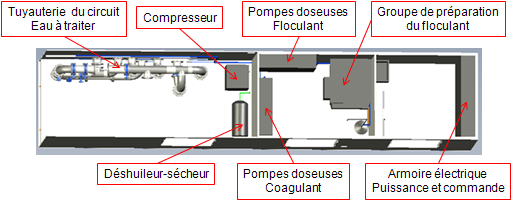 Tuyauterie du circuit
Eau à traiter
Compresseur
Pompes doseuses
Floculant
Groupe de préparation
du floculant
Déshuileur-sécheur
Pompes doseuses
Coagulant
Armoire électrique
Puissance et commande